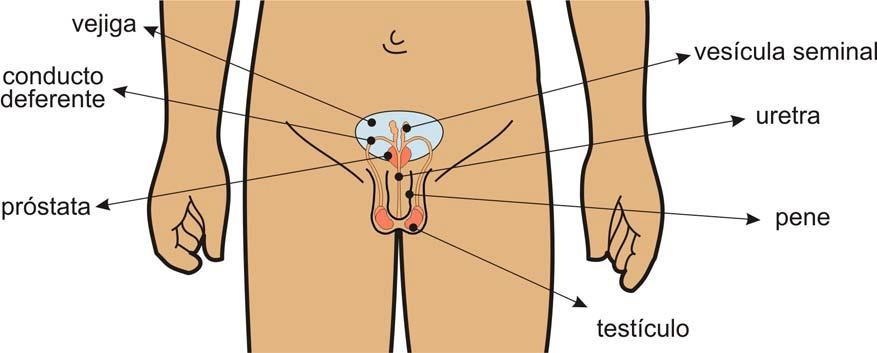 vejiga
conducto
deferente
próstata
vesícula seminal
uretra
pene
testículo